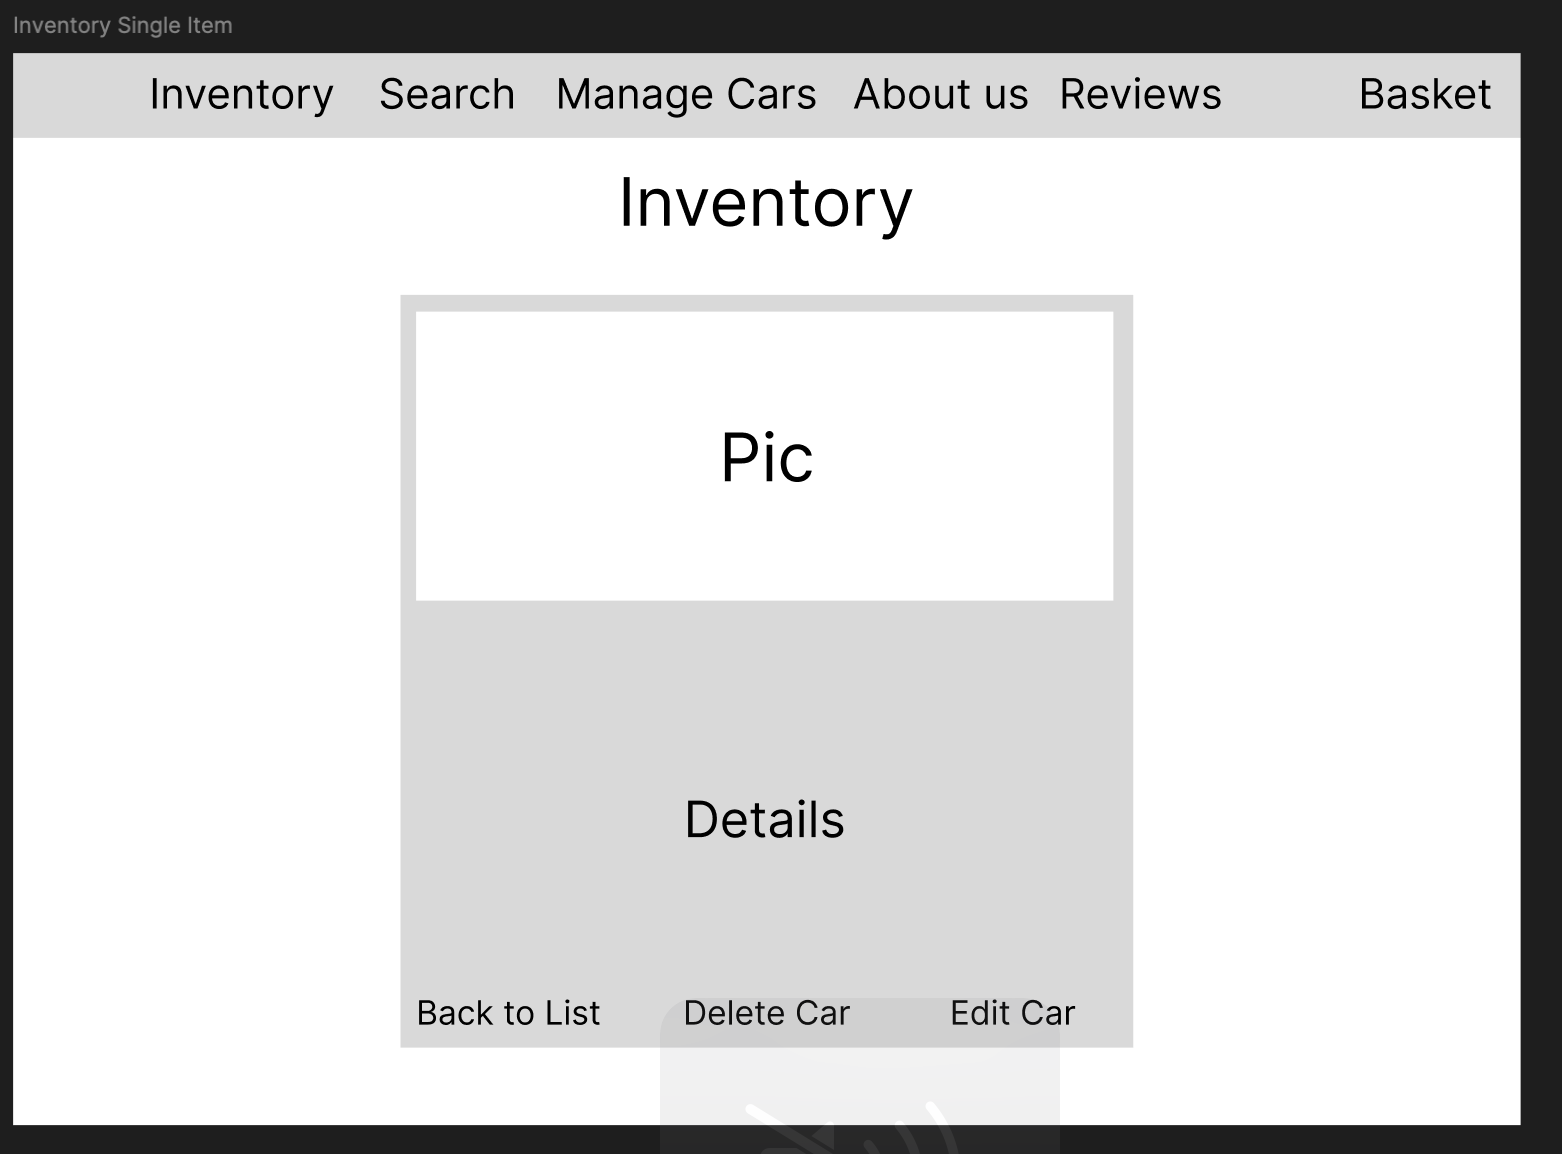 Inventory Single Item
Inventory Search Manage Cars About us Reviews Basket
Inventory
Pic
Details
Back to List Delete Car Edit Car